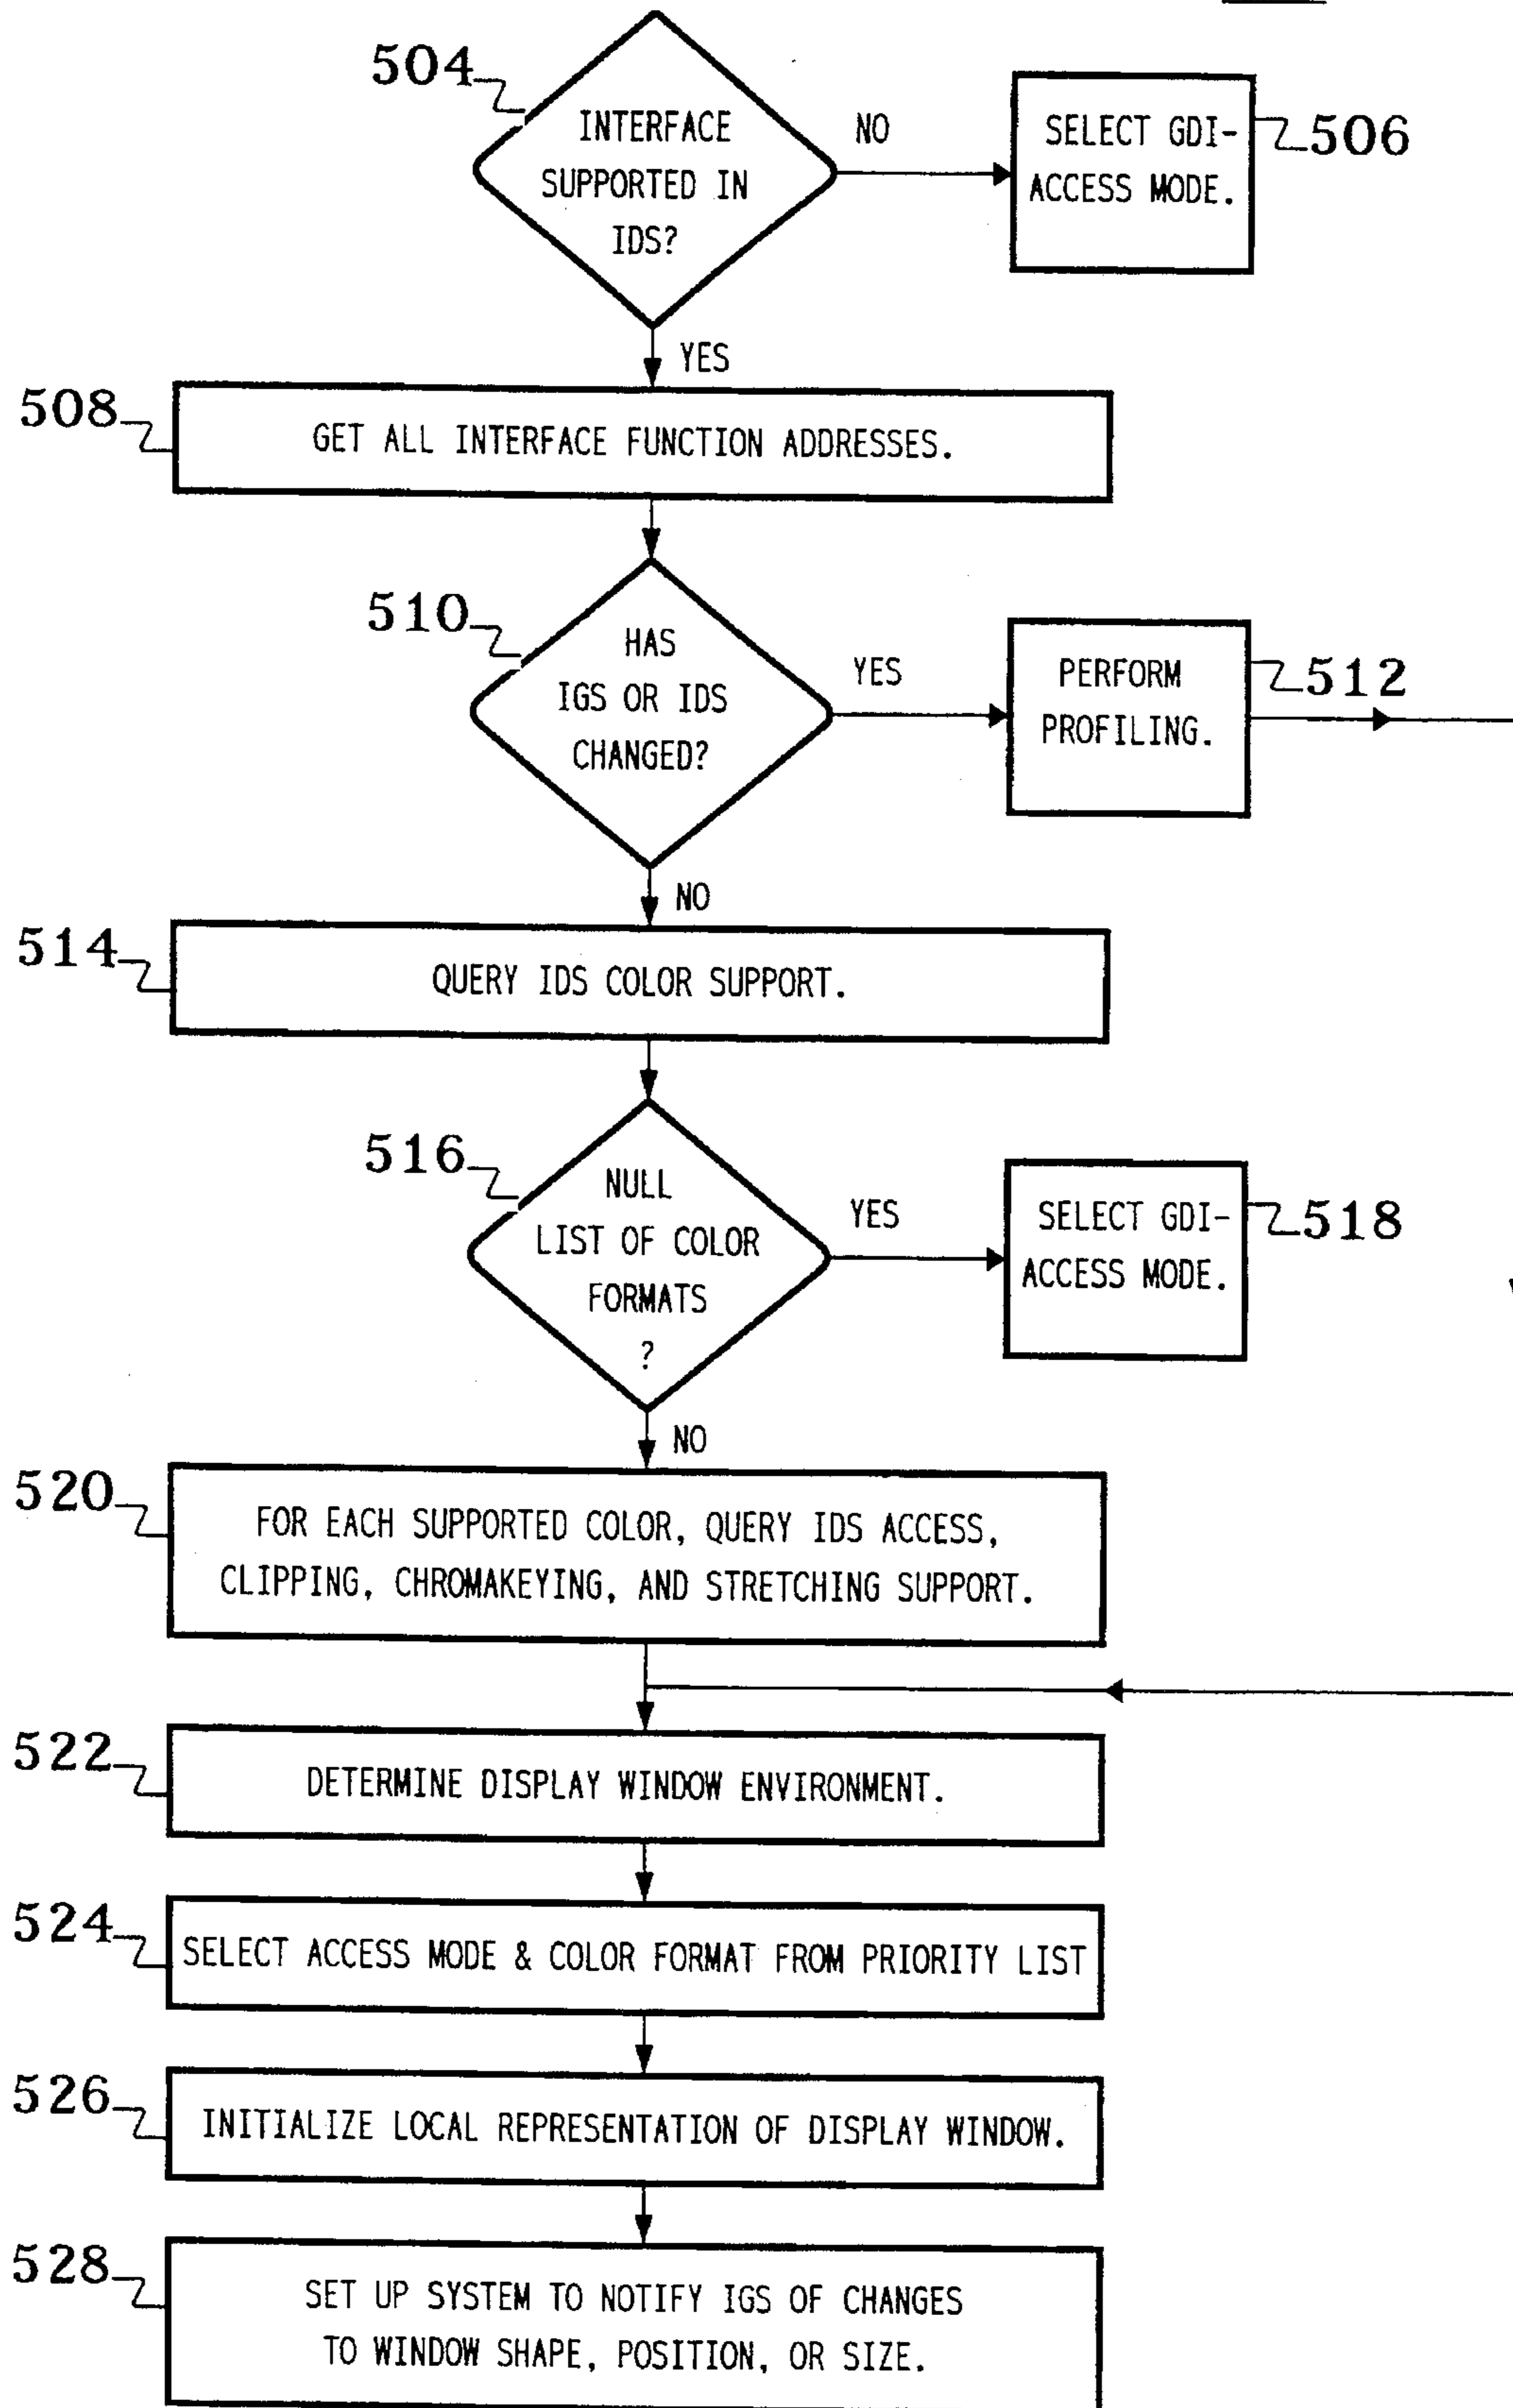 504
INTERFACE
SUPPORTED IN
IDS?
NO
SELECT GDI-
ACCESS MODE.
506
YES
508
GET ALL INTERFACE FUNCTION ADDRESSES.
510
HAS
IGS OR IDS
CHANGED?
YES
PERFORM
PROFILING.
512
NO
514
QUERY IDS COLOR SUPPORT.
516
NULL
LIST OF COLOR
FORMATS
?
YES
SELECT GDI-
ACCESS MODE.
518
NO
520
FOR EACH SUPPORTED COLOR, QUERY IDS ACCESS,
CLIPPING, CHROMAKEYING, AND STRETCHING SUPPORT.
522
DETERMINE DISPLAY WINDOW ENVIRONMENT.
524
SELECT ACCESS MODE & COLOR FORMAT FROM PRIORITY LIST
526
INITIALIZE LOCAL REPRESENTATION OF DISPLAY WINDOW.
528
SET UP SYSTEM TO NOTIFY IGS OF CHANGES
TO WINDOW SHAPE, POSITION, OR SIZE.